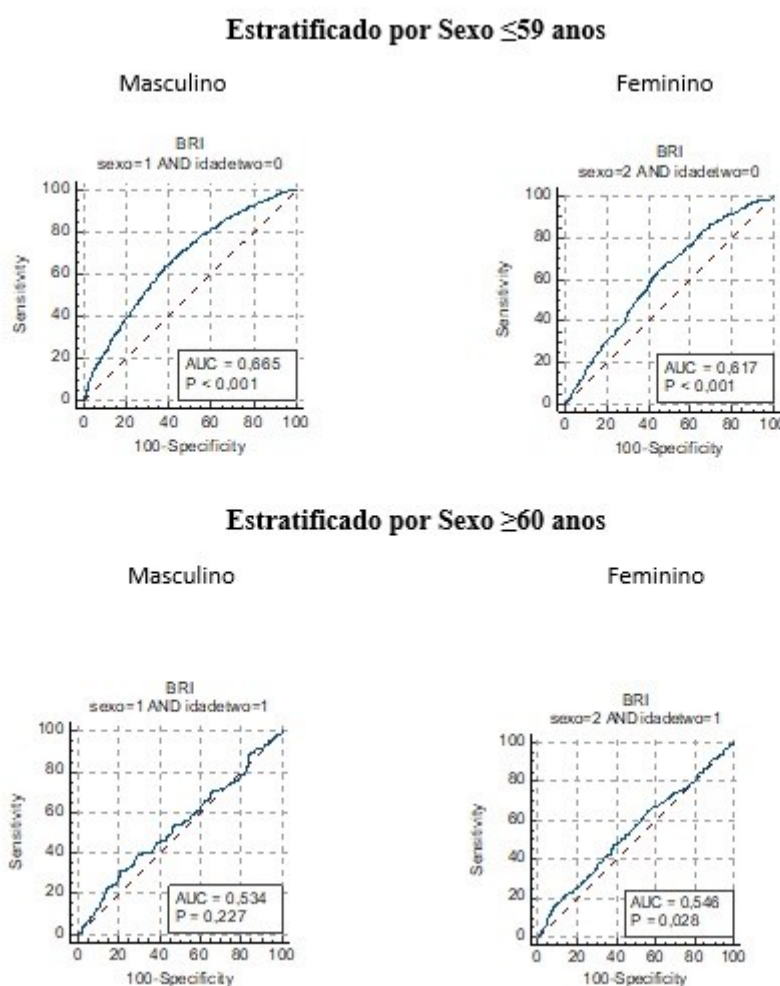 Estratificado por Sexo ≤59 anos
Masculino
Feminino
BRI
sexo=1 AND idadetwo=0
100
80
60
40
20
0
Sensitivity
AUC = 0,665
P < 0,001
0 20 40 60 80 100
100-Specificity
BRI
sexo=2 AND idadetwo=0
100
80
60
40
20
0
Sensitivity
AUC = 0,617
P < 0,001
0 20 40 60 80 100
100-Specificity
Estratificado por Sexo ≥60 anos
Masculino
Feminino
BRI
sexo=1 AND idadetwo=1
100
80
60
40
20
0
Sensitivity
AUC = 0,534
P = 0,227
0 20 40 60 80 100
100-Specificity
BRI
sexo=2 AND idadetwo=1
100
80
60
40
20
0
Sensitivity
AUC = 0,546
P = 0,028
0 20 40 60 80 100
100-Specificity